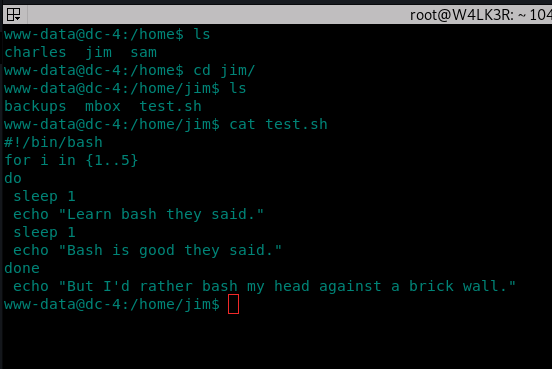 root@W4LK3R: ~ 104
www-data@dc-4:/home$ ls
charles  jim  sam
www-data@dc-4:/home$ cd jim/
www-data@dc-4:/home/jim$ ls
backups  mbox  test.sh
www-data@dc-4:/home/jim$ cat test.sh
#!/bin/bash
for i in {1..5}
do
 sleep 1
 echo "Learn bash they said."
 sleep 1
 echo "Bash is good they said."
done
 echo "But I'd rather bash my head against a brick wall."
www-data@dc-4:/home/jim$